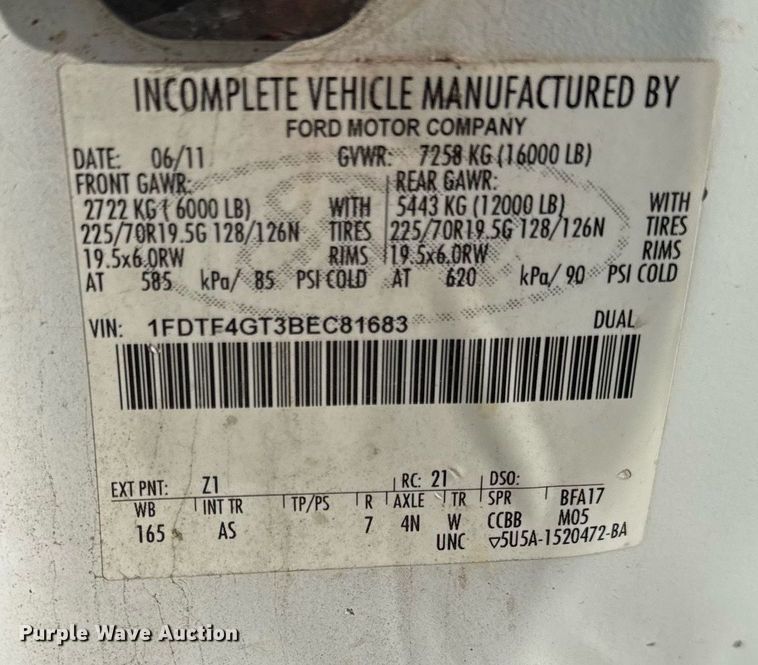 INCOMPLETE VEHICLE MANUFACTURED BY
FORD MOTOR COMPANY
DATE: 06/11 GVWR: 7258 KG (16000 LB)
FRONT GAWR: REAR GAWR:
2722 KG ( 6000 LB) WITH 5443 KG (12000 LB) WITH
225/70R19.5G 128/126N TIRES 225/70R19.5G 128/126N TIRES
19.5x6.0RW RIMS 19.5x6.0RW RIMS
AT 585 kPa/ 85 PSI COLD AT 620 kPa/ 90 PSI COLD
VIN: 1FDTF4GT3BEC81683 DUAL
EXT PNT: Z1 RC: 21 DSO:
WB INT TR TP/PS R AXLE TR SPR BFA17
165 AS 7 4N W CCBB M05
UNC ▽5U5A-1520472-BA
Purple Wave Auction